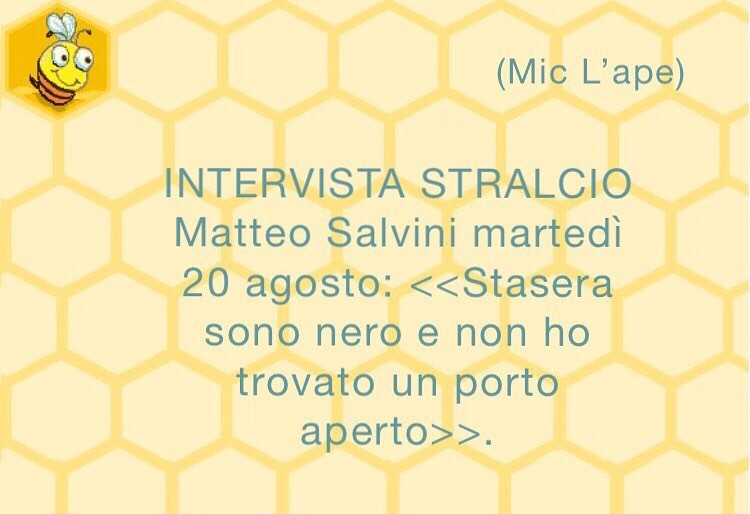 (Mic L’ape)
INTERVISTA STRALCIO
Matteo Salvini martedì
20 agosto: <<Stasera
sono nero e non ho
trovato un porto
aperto>>.